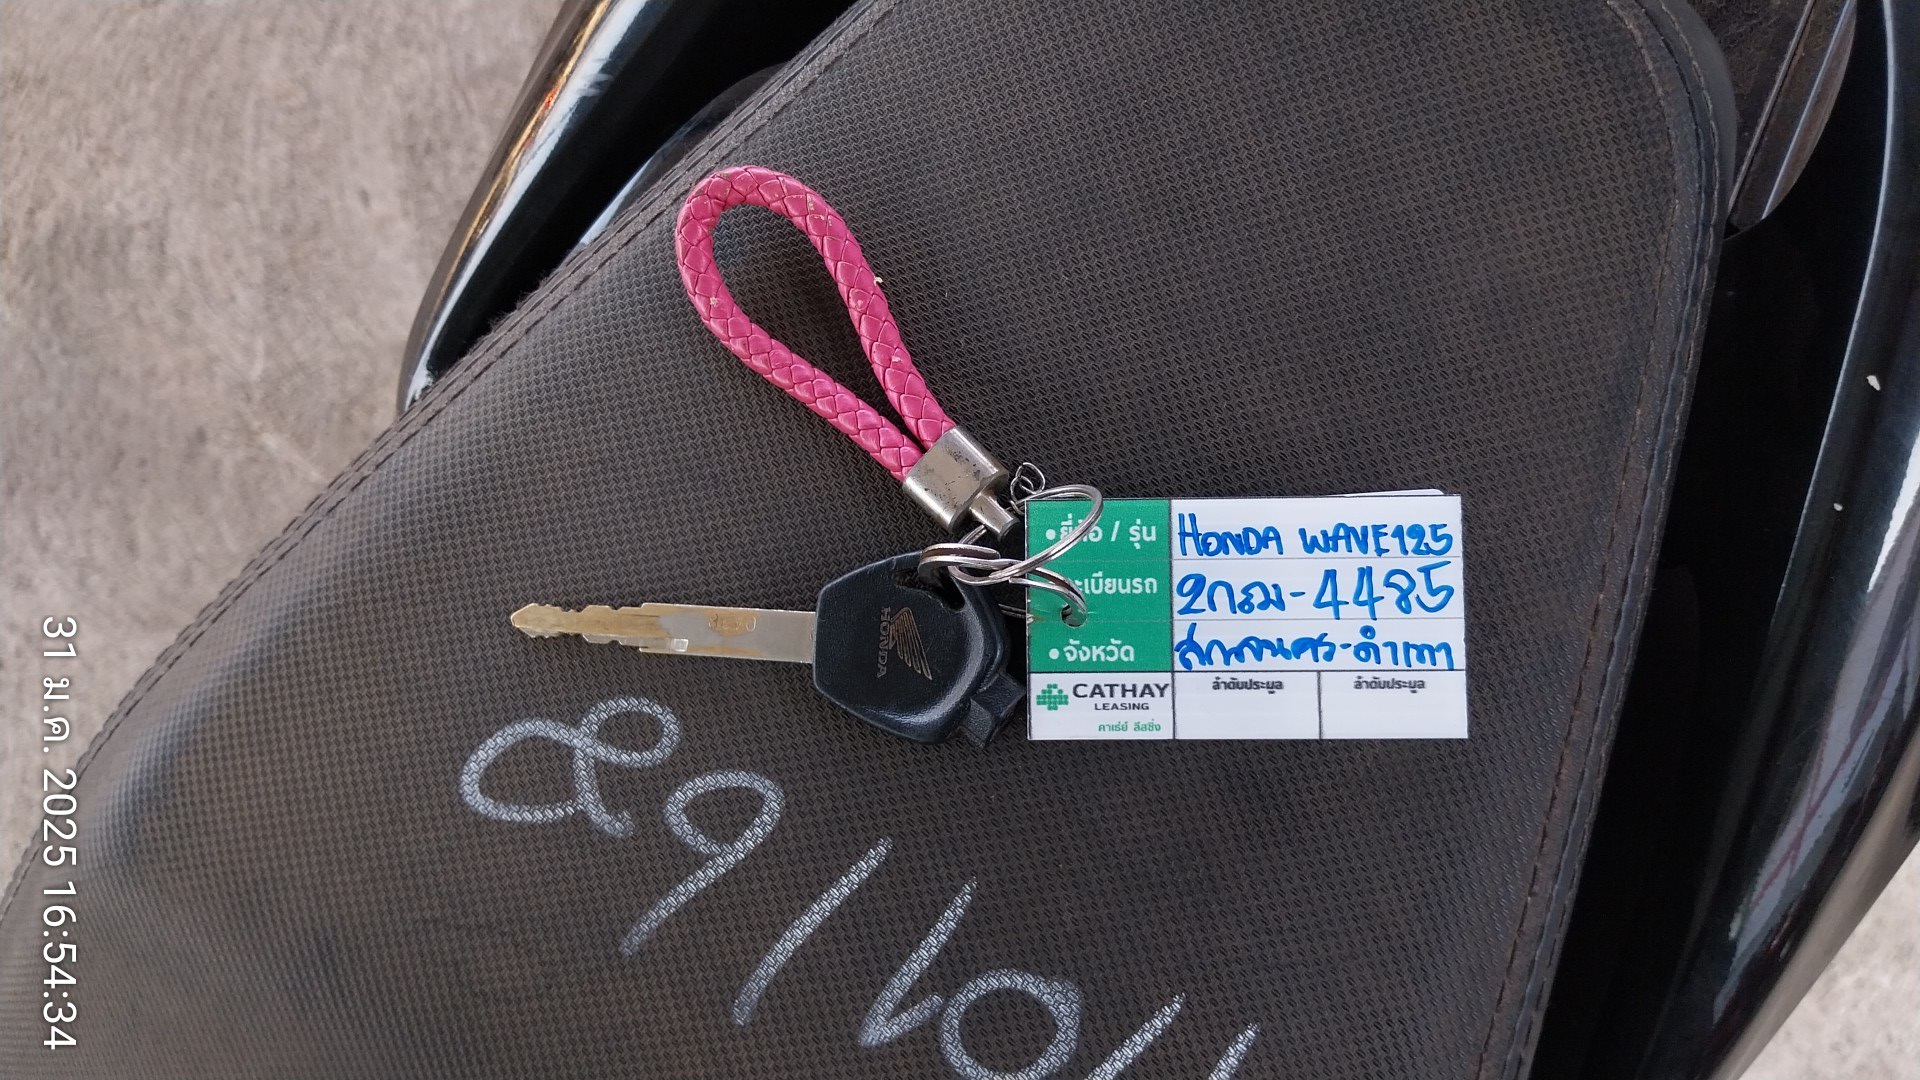 • ยี่ห้อ / รุ่น HONDA WAVE125
ะเบียนรถ 2กฌ-4485
• จังหวัด
CATHAY
LEASING
คาเธ่ย์ ลีสซิ่ง
ลำดับประมูล ลำดับประมูล
HONDA
31 ม.ค. 2025 16:54:34